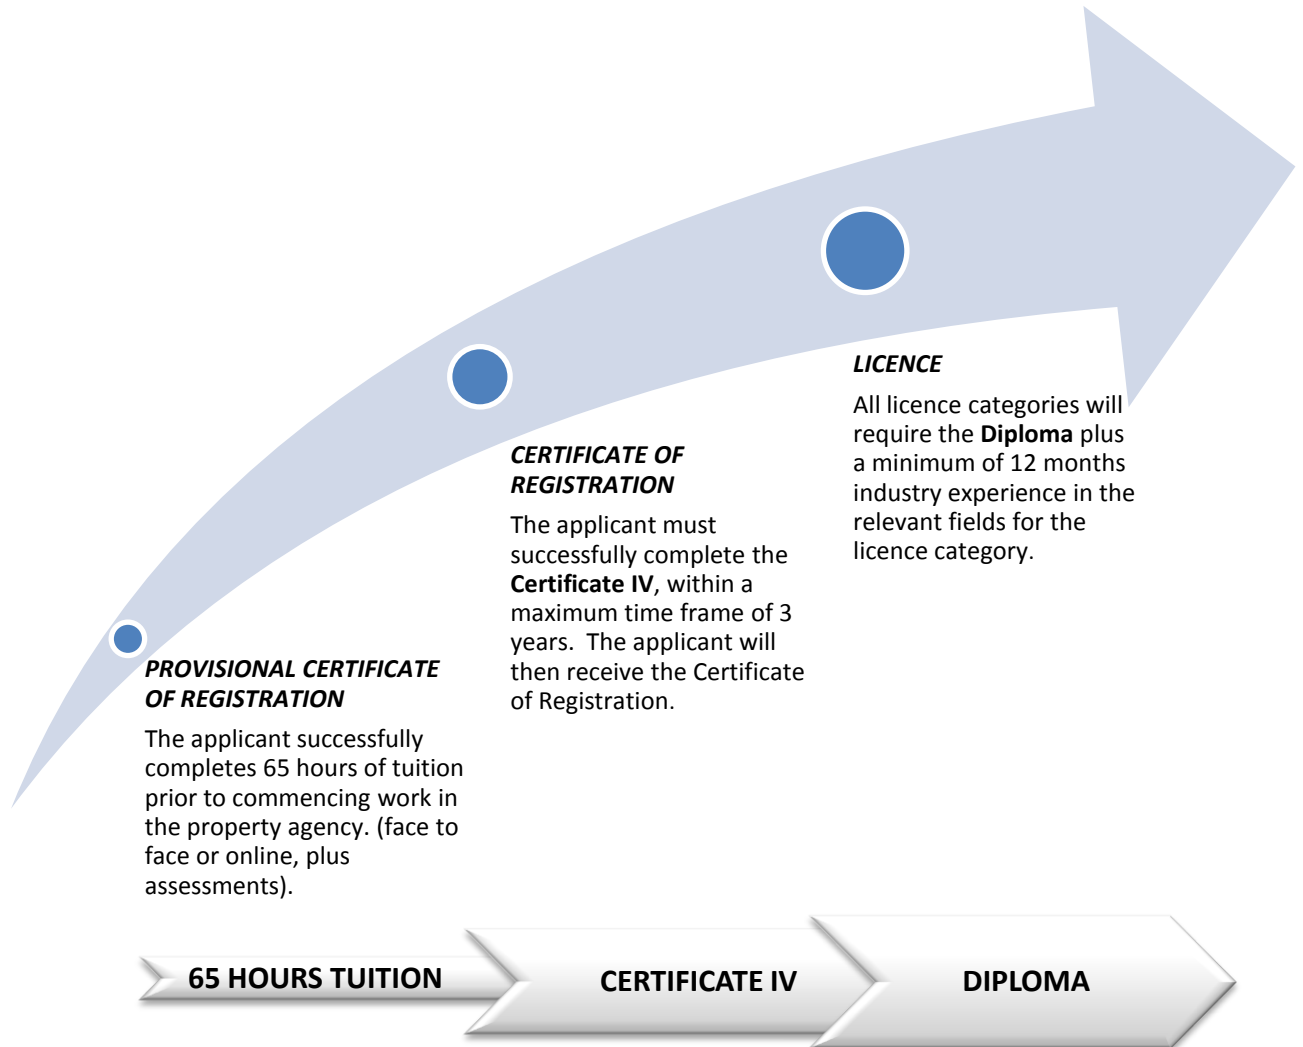 PROVISIONAL CERTIFICATE
OF REGISTRATION
The applicant successfully
completes 65 hours of tuition
prior to commencing work in
the property agency. (face to
face or online, plus
assessments).
CERTIFICATE OF
REGISTRATION
The applicant must
successfully complete the
Certificate IV, within a
maximum time frame of 3
years.  The applicant will
then receive the Certificate
of Registration.
LICENCE
All licence categories will
require the Diploma plus
a minimum of 12 months
industry experience in the
relevant fields for the
licence category.
65 HOURS TUITION
CERTIFICATE IV
DIPLOMA